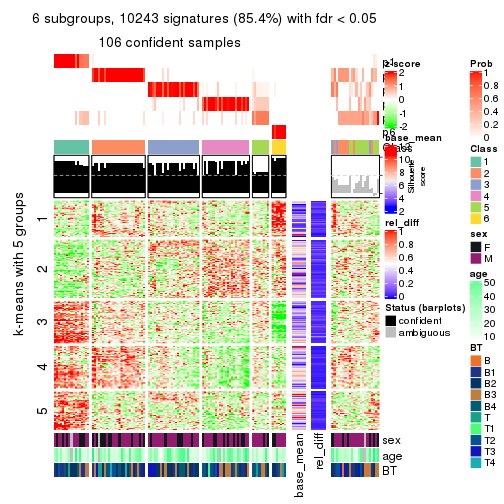 6 subgroups, 10243 signatures (85.4%) with fdr < 0.05
106 confident samples
k-means with 5 groups
1
2
3
4
5
sex
age
BT
base_mean
rel_diff
Silhouette
score
z-score
2
1
0
-1
-2
base_mean
12
10
8
6
4
2
rel_diff
1
0.8
0.6
0.4
0.2
0
Status (barplots)
confident
ambiguous
Prob
1
0.8
0.6
0.4
0.2
0
Class
1
2
3
4
5
6
sex
F
M
age
50
40
30
20
10
BT
B
B1
B2
B3
B4
T
T1
T2
T3
T4